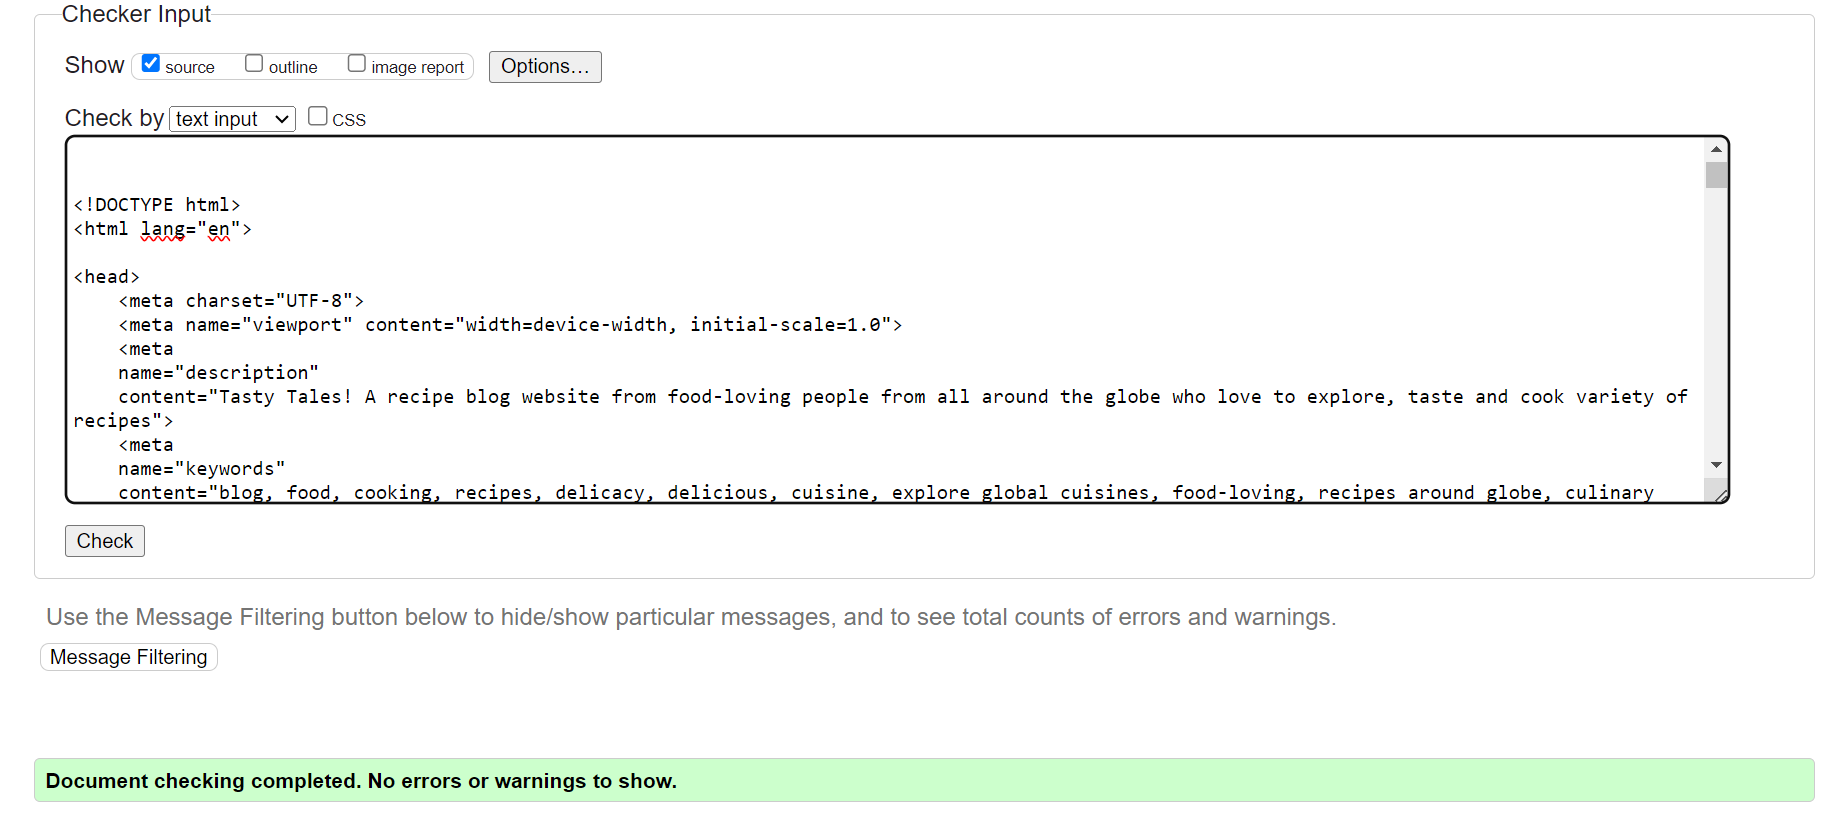 Checker Input
Show source outline image report Options...
Check by text input CSS
<!DOCTYPE html>
<html lang="en">
<head>
<meta charset="UTF-8">
<meta name="viewport" content="width=device-width, initial-scale=1.0">
<meta
name="description"
content="Tasty Tales! A recipe blog website from food-loving people from all around the globe who love to explore, taste and cook variety of
recipes">
<meta
name="keywords"
content="blog, food, cooking, recipes, delicacy, delicious, cuisine, explore global cuisines, food-loving, recipes around globe, culinary
Check
Use the Message Filtering button below to hide/show particular messages, and to see total counts of errors and warnings.
Message Filtering
Document checking completed. No errors or warnings to show.